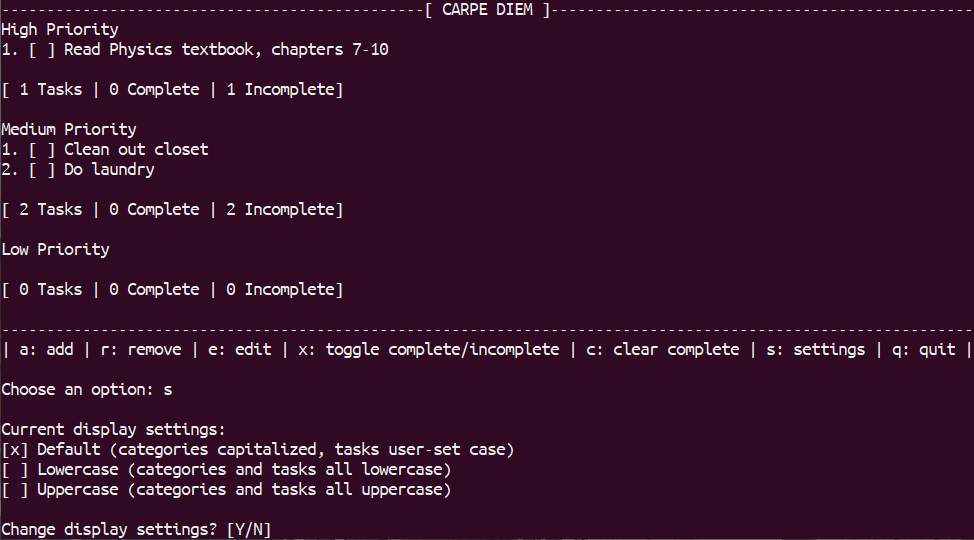 -----------------------------------------------[ CARPE DIEM ]-----------------------------------------------
High Priority
1. [ ] Read Physics textbook, chapters 7-10
[ 1 Tasks | 0 Complete | 1 Incomplete]
Medium Priority
1. [ ] Clean out closet
2. [ ] Do laundry
[ 2 Tasks | 0 Complete | 2 Incomplete]
Low Priority
[ 0 Tasks | 0 Complete | 0 Incomplete]
------------------------------------------------------------------------------------------------------------
| a: add | r: remove | e: edit | x: toggle complete/incomplete | c: clear complete | s: settings | q: quit |
Choose an option: s
Current display settings:
[x] Default (categories capitalized, tasks user-set case)
[ ] Lowercase (categories and tasks all lowercase)
[ ] Uppercase (categories and tasks all uppercase)
Change display settings? [Y/N]